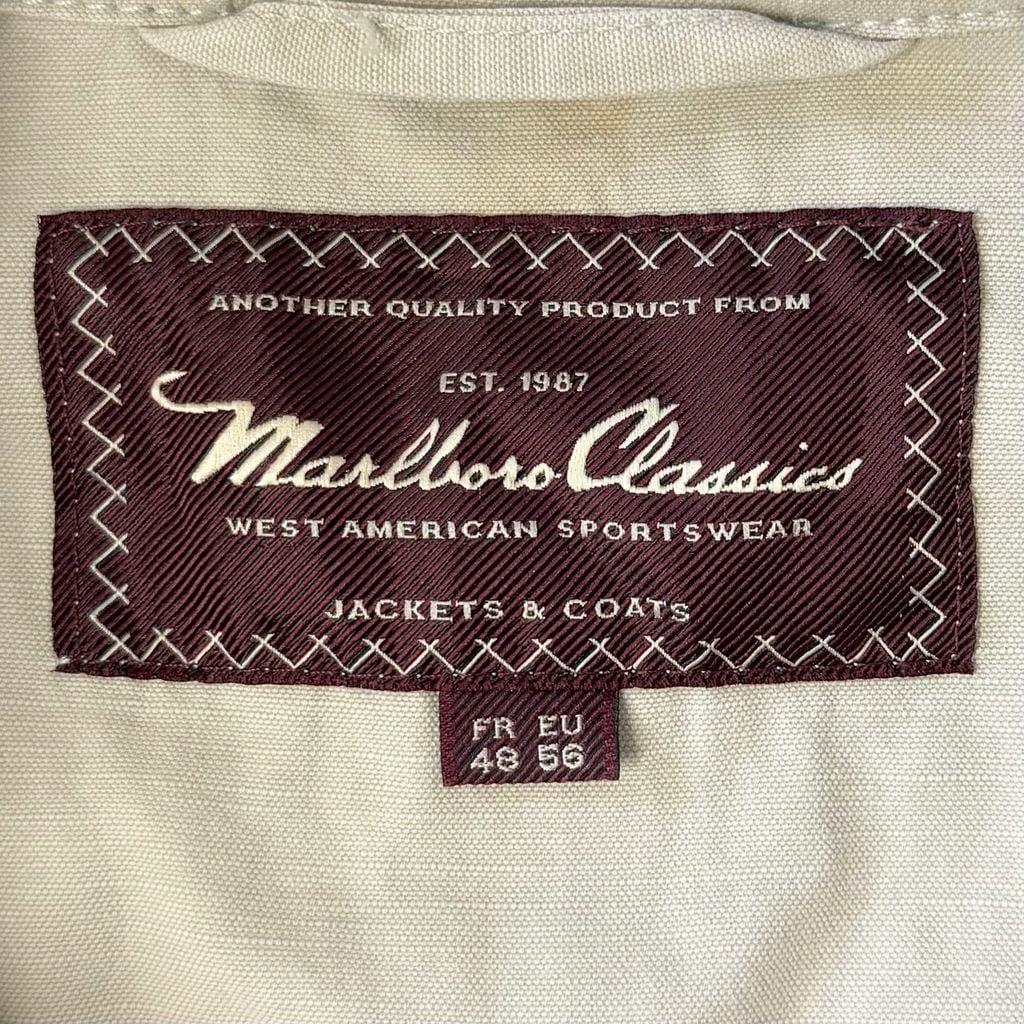 ANOTHER QUALITY PRODUCT FROM
EST. 1987
Marlboro Classics
WEST AMERICAN SPORTSWEAR
JACKETS & COATS
FR EU
48 56